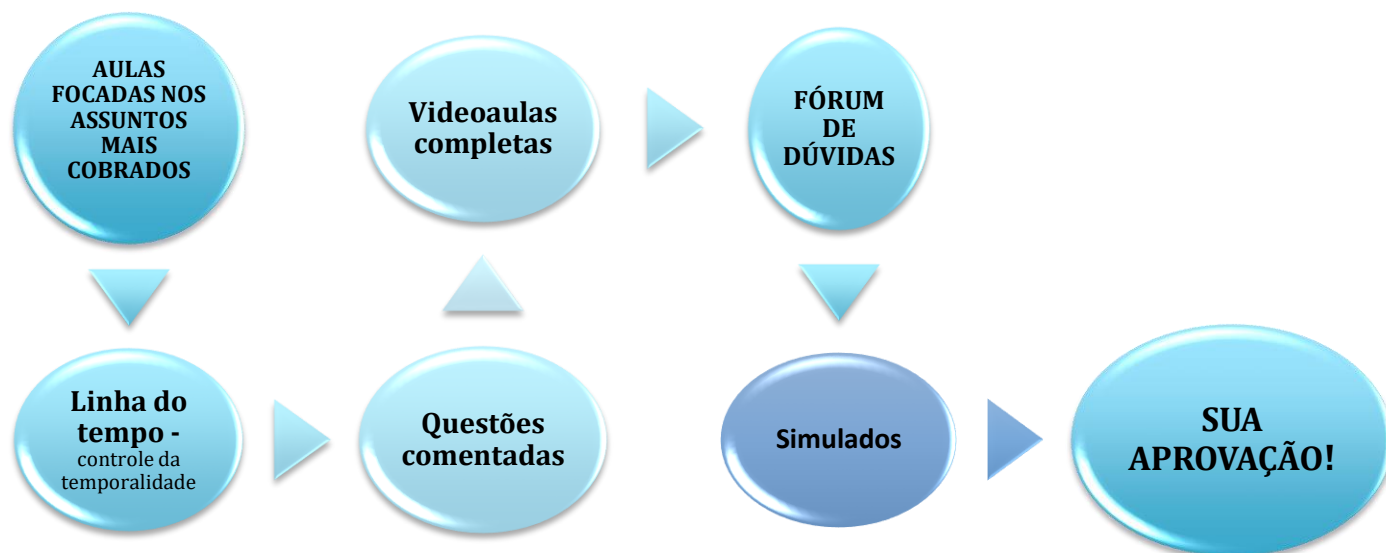 AULAS
FOCADAS NOS
ASSUNTOS
MAIS
COBRADOS
Linha do
tempo -
controle da
temporalidade
Questões
comentadas
Videoaulas
completas
FÓRUM
DE
DÚVIDAS
Simulados
SUA
APROVAÇÃO!